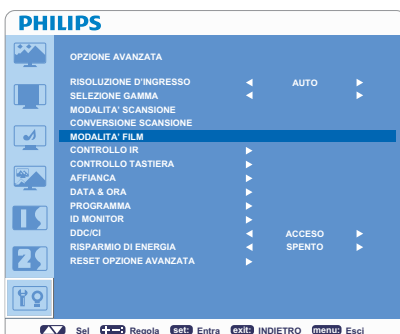 PHILIPS
OPZIONE AVANZATA
RISOLUZIONE D'INGRESSO AUTO
SELEZIONE GAMMA
MODALITA' SCANSIONE
CONVERSIONE SCANSIONE
MODALITA' FILM
CONTROLLO IR
CONTROLLO TASTIERA
AFFIANCA
DATA & ORA
PROGRAMMA
ID MONITOR
DDC/CI ACCESO
RISPARMIO DI ENERGIA SPENTO
RESET OPZIONE AVANZATA
Sel Regola set: Entra exit: INDIETRO menu: Esci